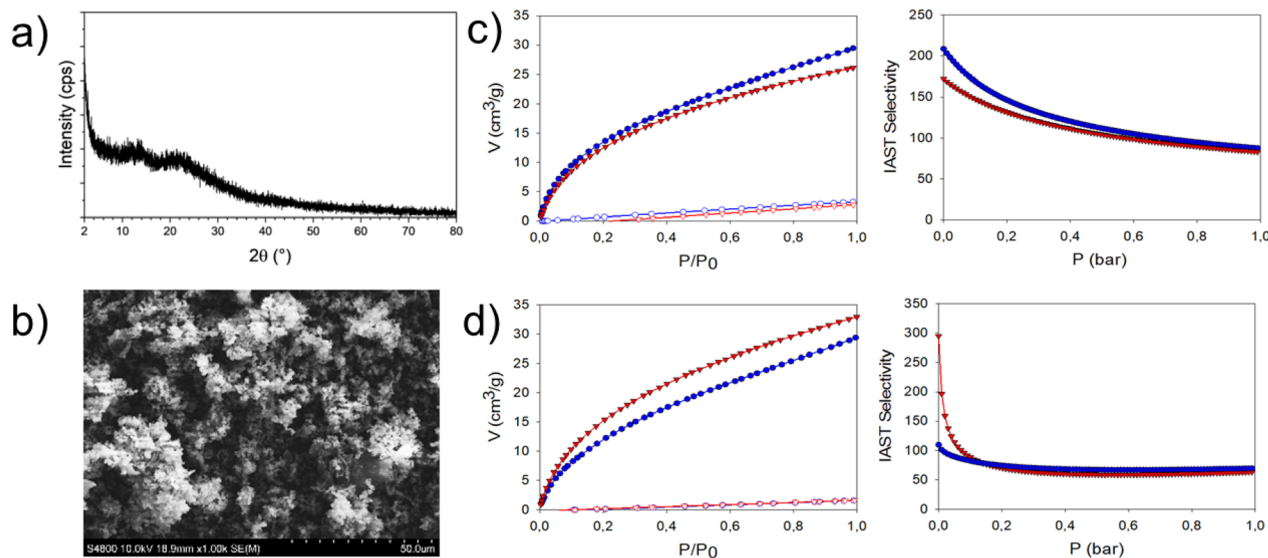 a)
Intensity (cps)
2 10 20 30 40 50 60 70 80
2θ (°)
b)
S4800 10.0kV 18.9mm x1.00k SE(M)
50.0um
c)
35
30
25
20
15
10
5
0
V (cm³/g)
0,0 0,2 0,4 0,6 0,8 1,0
P/P0
250
200
150
100
50
0
IAST Selectivity
0,0 0,2 0,4 0,6 0,8 1,0
P (bar)
d)
35
30
25
20
15
10
5
0
V (cm³/g)
0,0 0,2 0,4 0,6 0,8 1,0
P/P0
350
300
250
200
150
100
50
0
IAST Selectivity
0,0 0,2 0,4 0,6 0,8 1,0
P (bar)